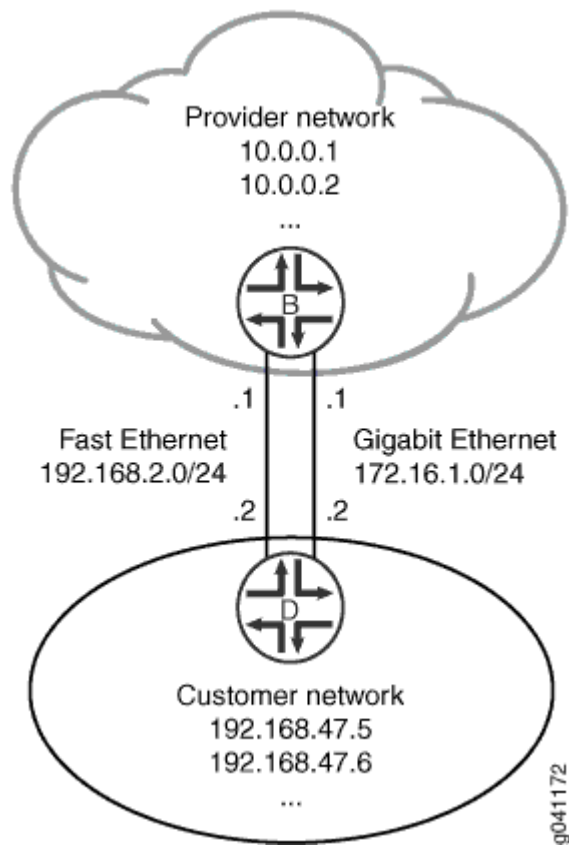 Provider network
10.0.0.1
10.0.0.2
...
B
.1
.1
Fast Ethernet
192.168.2.0/24
Gigabit Ethernet
172.16.1.0/24
.2
.2
D
Customer network
192.168.47.5
192.168.47.6
...
g041172